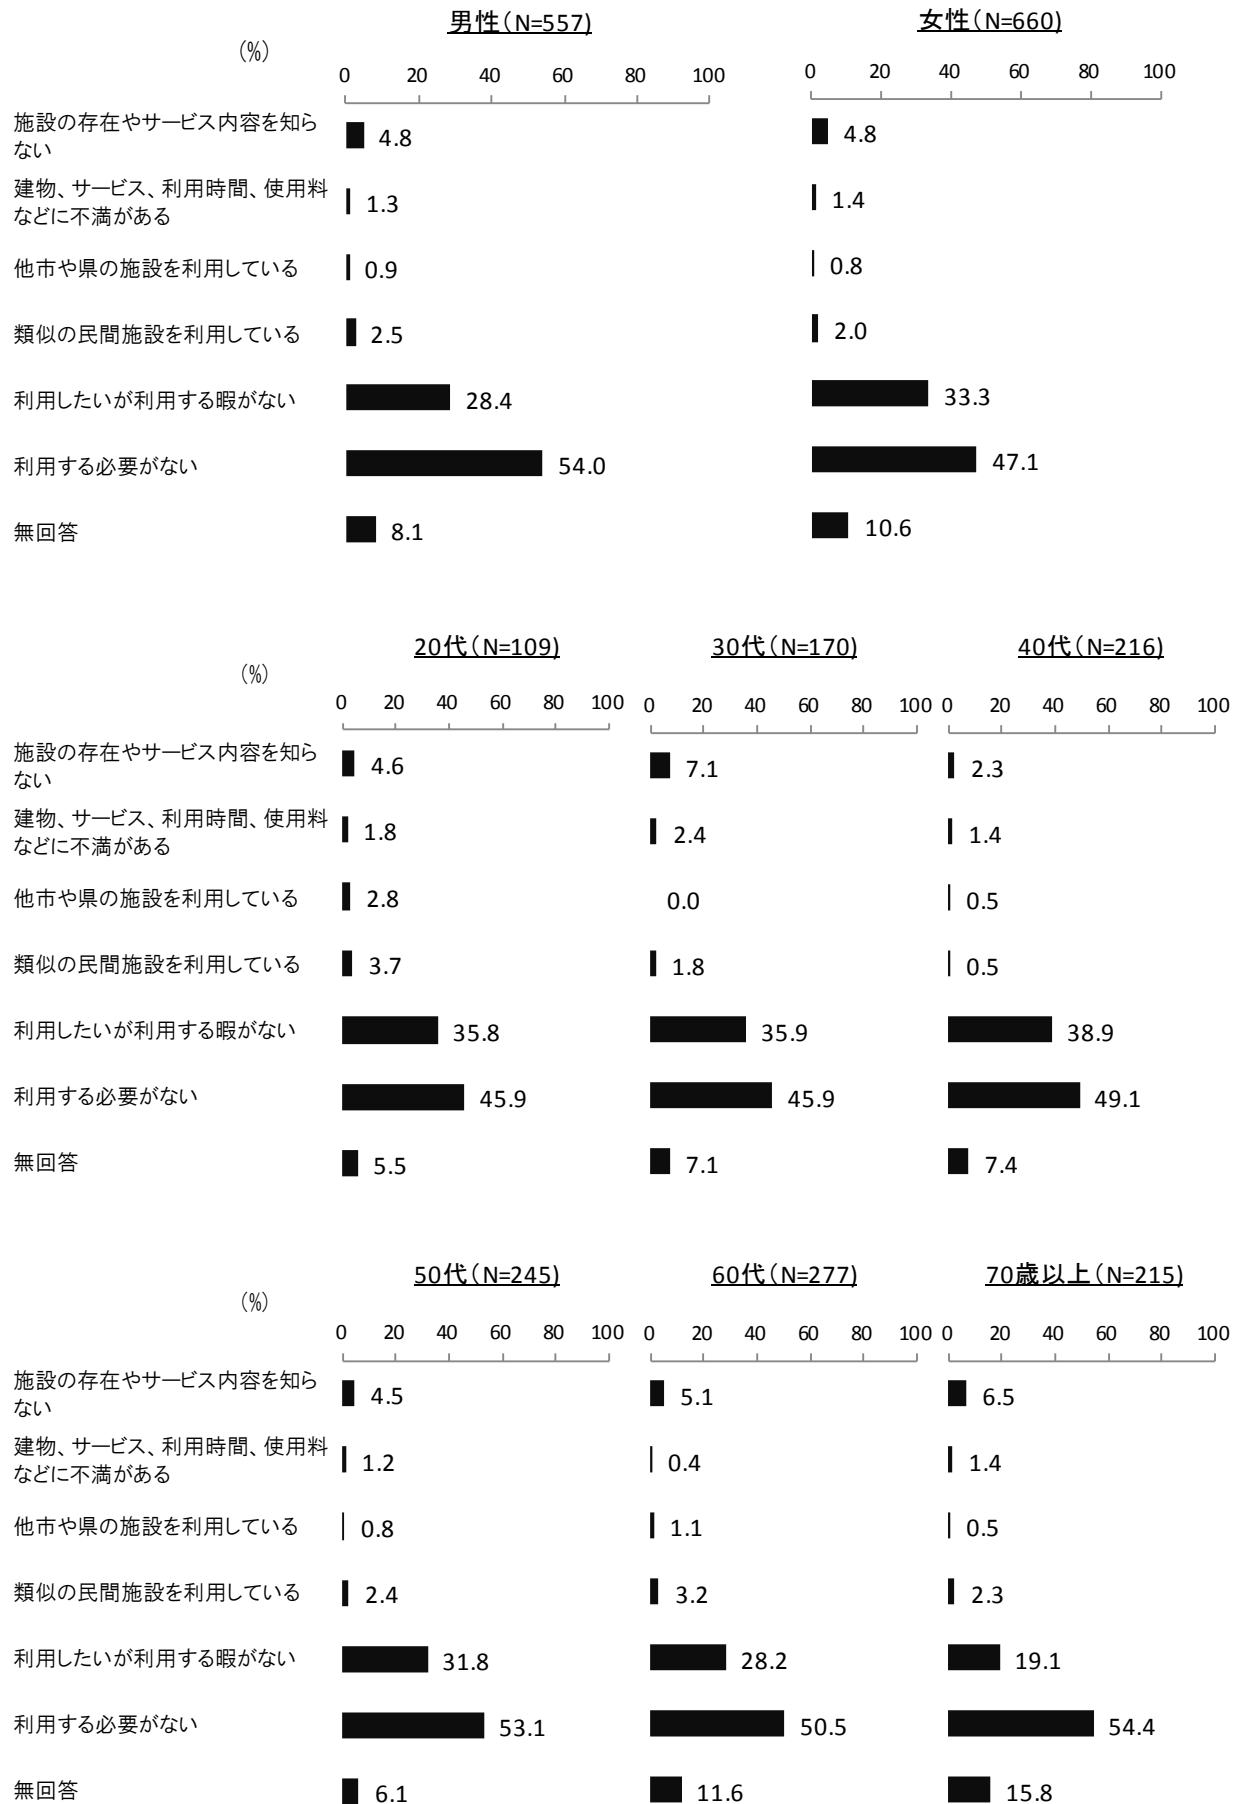 男性(N=557) 女性(N=660)
(%)
0 20 40 60 80 100 0 20 40 60 80 100
施設の存在やサービス内容を知ら
ない
4.8 4.8
建物、サービス、利用時間、使用料
などに不満がある
1.3 1.4
他市や県の施設を利用している 0.9 0.8
類似の民間施設を利用している 2.5 2.0
利用したいが利用する暇がない 28.4 33.3
利用する必要がない 54.0 47.1
無回答 8.1 10.6
20代(N=109) 30代(N=170) 40代(N=216)
(%)
0 20 40 60 80 100 0 20 40 60 80 100 0 20 40 60 80 100
施設の存在やサービス内容を知ら
ない
4.6 7.1 2.3
建物、サービス、利用時間、使用料
などに不満がある
1.8 2.4 1.4
他市や県の施設を利用している 2.8 0.0 0.5
類似の民間施設を利用している 3.7 1.8 0.5
利用したいが利用する暇がない 35.8 35.9 38.9
利用する必要がない 45.9 45.9 49.1
無回答 5.5 7.1 7.4
50代(N=245) 60代(N=277) 70歳以上(N=215)
(%)
0 20 40 60 80 100 0 20 40 60 80 100 0 20 40 60 80 100
施設の存在やサービス内容を知ら
ない
4.5 5.1 6.5
建物、サービス、利用時間、使用料
などに不満がある
1.2 0.4 1.4
他市や県の施設を利用している 0.8 1.1 0.5
類似の民間施設を利用している 2.4 3.2 2.3
利用したいが利用する暇がない 31.8 28.2 19.1
利用する必要がない 53.1 50.5 54.4
無回答 6.1 11.6 15.8